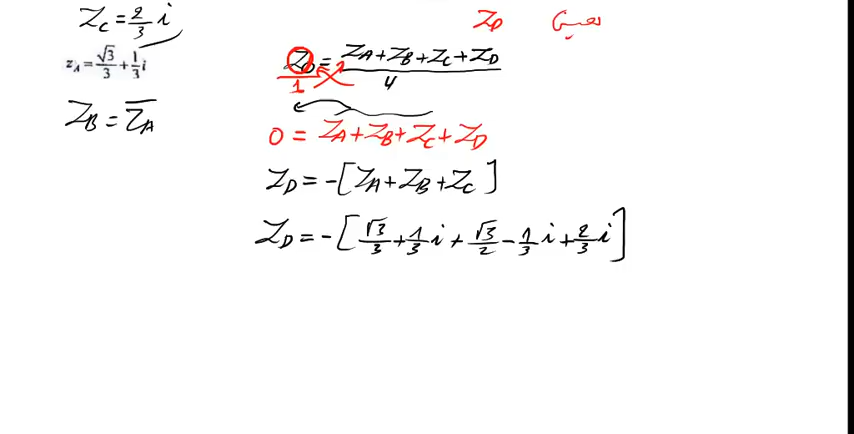 تعيين Z_D
Z_C = 2/3 i
z_A = √3/3 + 1/3 i
Z_B = \overline{Z_A}
Z_O/1 = (Z_A + Z_B + Z_C + Z_D)/4
0 = Z_A + Z_B + Z_C + Z_D
Z_D = -[Z_A + Z_B + Z_C]
Z_D = -[√3/3 + 1/3 i + √3/2 - 1/3 i + 2/3 i]